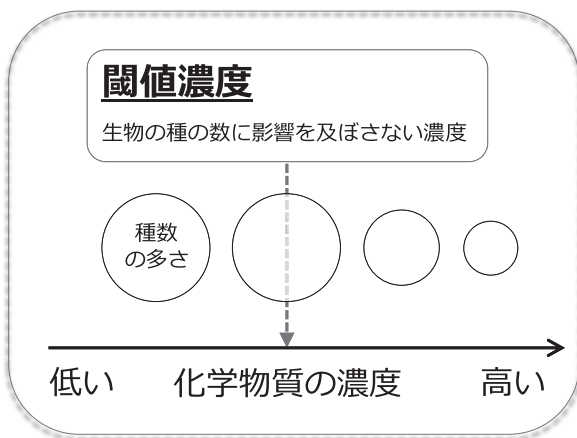 閾値濃度
生物の種の数に影響を及ぼさない濃度
種数
の多さ
低い 化学物質の濃度 高い